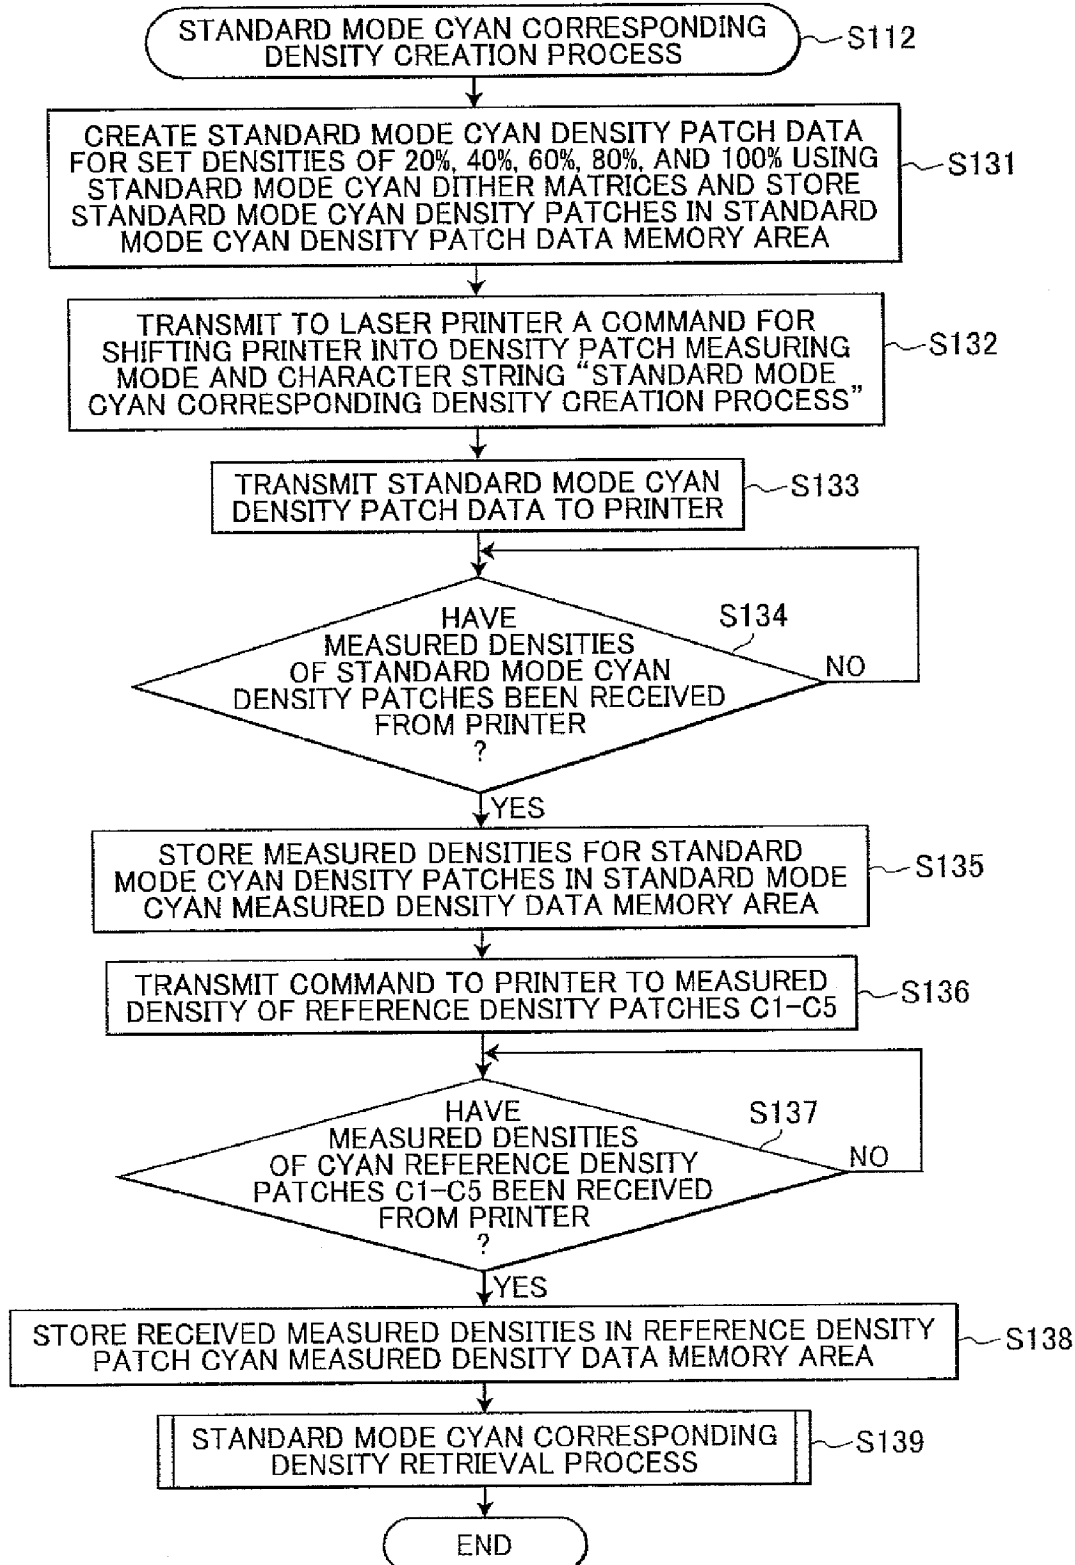 STANDARD MODE CYAN CORRESPONDING
DENSITY CREATION PROCESS
S112
CREATE STANDARD MODE CYAN DENSITY PATCH DATA
FOR SET DENSITIES OF 20%, 40%, 60%, 80%, AND 100% USING
STANDARD MODE CYAN DITHER MATRICES AND STORE
STANDARD MODE CYAN DENSITY PATCHES IN STANDARD
MODE CYAN DENSITY PATCH DATA MEMORY AREA
S131
TRANSMIT TO LASER PRINTER A COMMAND FOR
SHIFTING PRINTER INTO DENSITY PATCH MEASURING
MODE AND CHARACTER STRING “STANDARD MODE
CYAN CORRESPONDING DENSITY CREATION PROCESS”
S132
TRANSMIT STANDARD MODE CYAN
DENSITY PATCH DATA TO PRINTER
S133
HAVE
MEASURED DENSITIES
OF STANDARD MODE CYAN
DENSITY PATCHES BEEN RECEIVED
FROM PRINTER
?
S134
NO
YES
STORE MEASURED DENSITIES FOR STANDARD
MODE CYAN DENSITY PATCHES IN STANDARD MODE
CYAN MEASURED DENSITY DATA MEMORY AREA
S135
TRANSMIT COMMAND TO PRINTER TO MEASURED
DENSITY OF REFERENCE DENSITY PATCHES C1-C5
S136
HAVE
MEASURED DENSITIES
OF CYAN REFERENCE DENSITY
PATCHES C1-C5 BEEN RECEIVED
FROM PRINTER
?
S137
NO
YES
STORE RECEIVED MEASURED DENSITIES IN REFERENCE DENSITY
PATCH CYAN MEASURED DENSITY DATA MEMORY AREA
S138
STANDARD MODE CYAN CORRESPONDING
DENSITY RETRIEVAL PROCESS
S139
END